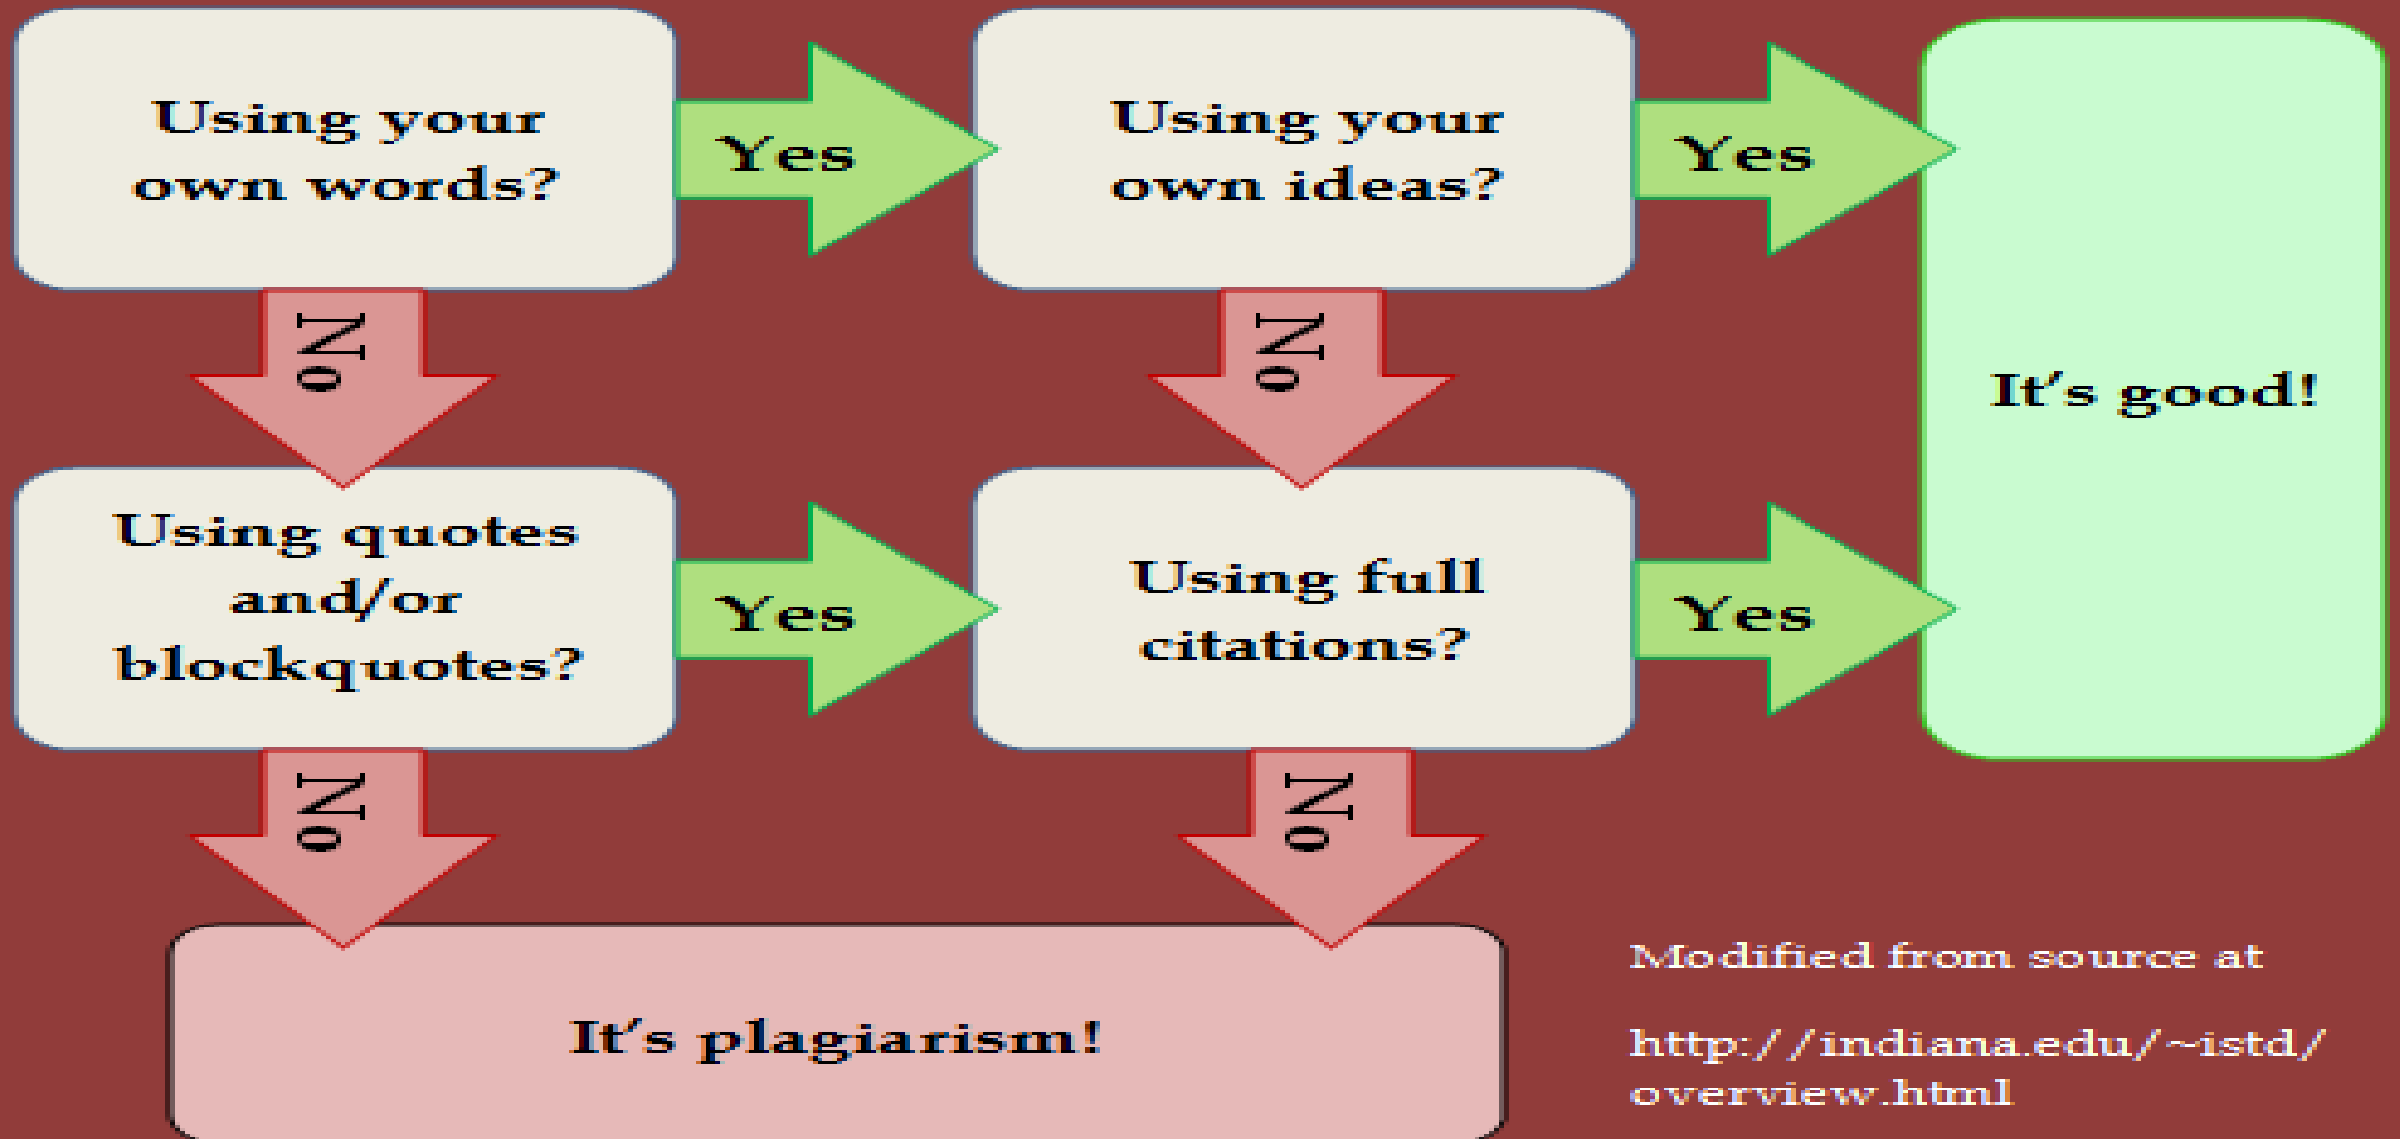 Using your
own words?
Yes
Using your
own ideas?
Yes
It's good!
No
No
Using quotes
and/or
blockquotes?
Yes
Using full
citations?
Yes
No
No
It's plagiarism!
Modified from source at
http://indiana.edu/~istd/
overview.html